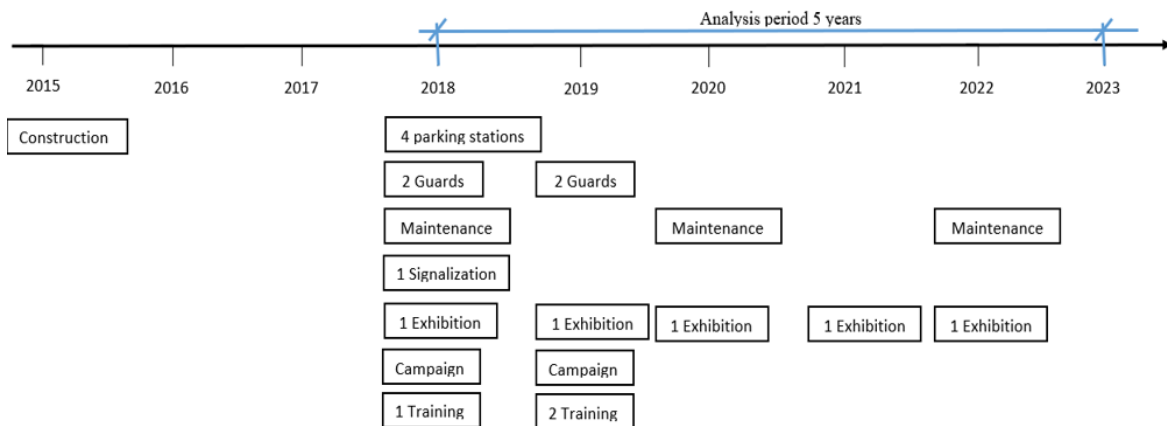 Analysis period 5 years
2015 2016 2017 2018 2019 2020 2021 2022 2023
Construction 4 parking stations
2 Guards 2 Guards
Maintenance Maintenance Maintenance
1 Signalization
1 Exhibition 1 Exhibition 1 Exhibition 1 Exhibition 1 Exhibition
Campaign Campaign
1 Training 2 Training